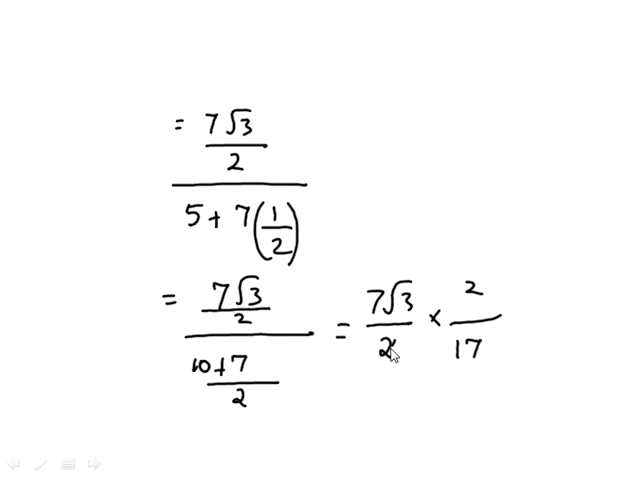 = 7√3
2
5 + 7(1/2)
= 7√3/2
10+7
2
= 7√3/2 × 2/17